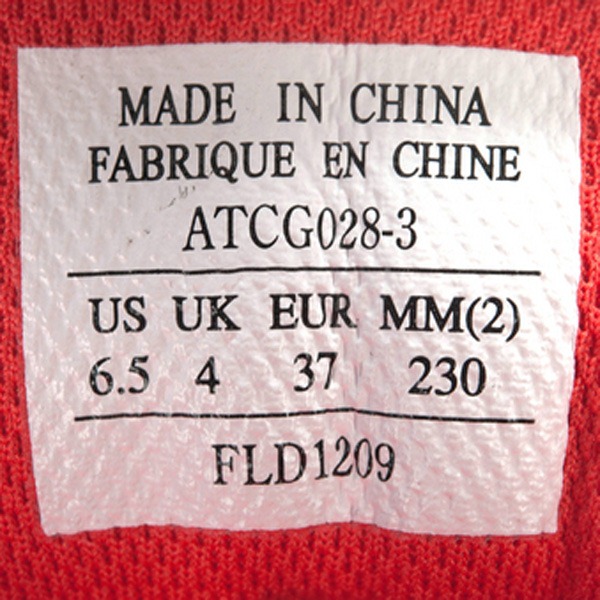 MADE IN CHINA
FABRIQUE EN CHINE
ATCG028-3
US UK EUR MM(2)
6.5 4 37 230
FLD1209